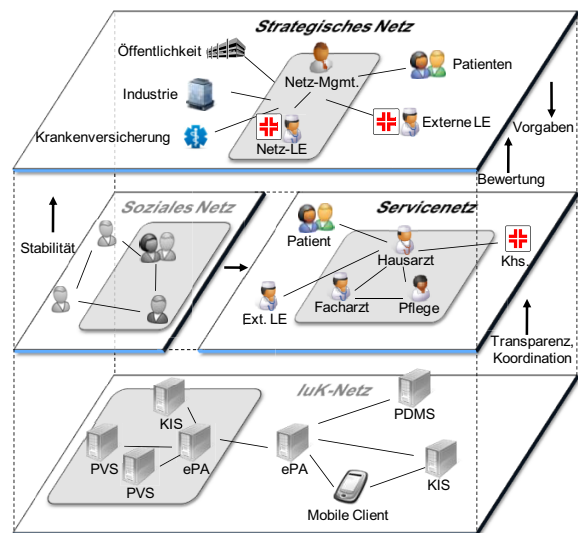 Strategisches Netz
Öffentlichkeit
Netz-Mgmt.
Patienten
Industrie
Krankenversicherung
Netz-LE
Externe LE
Vorgaben
Bewertung
Stabilität
Soziales Netz
Servicenetz
Patient
Hausarzt
Khs.
Ext. LE
Facharzt
Pflege
Transparenz,
Koordination
IuK-Netz
KIS
PDMS
PVS
ePA
ePA
PVS
KIS
Mobile Client